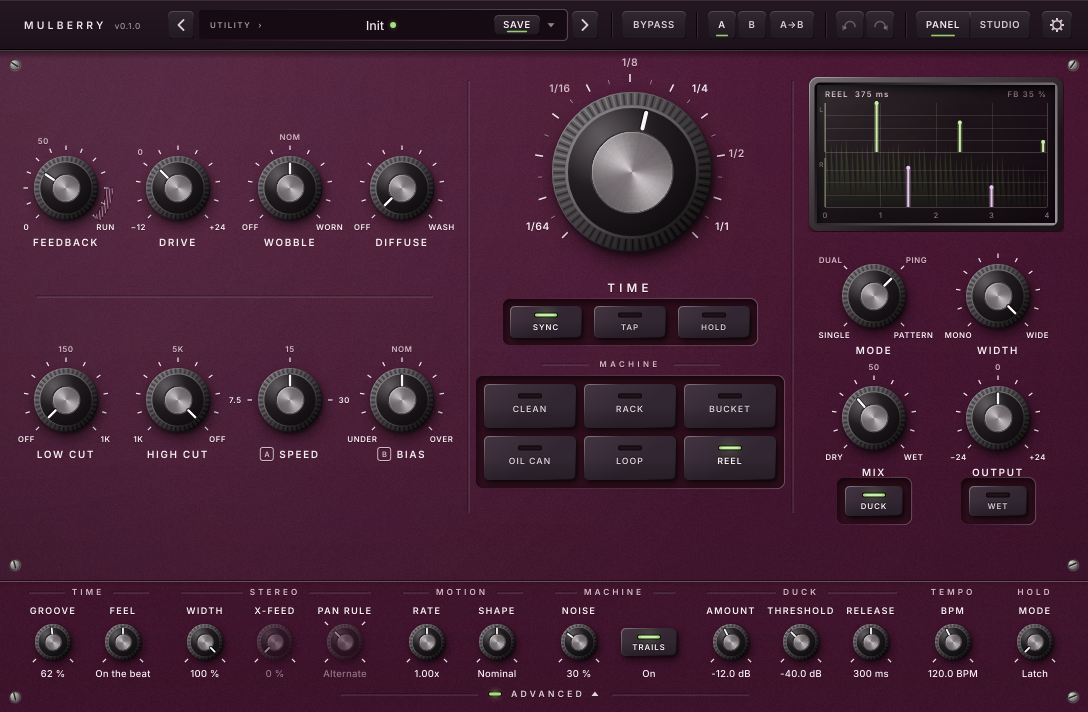 MULBERRY v0.1.0
UTILITY › Init SAVE
BYPASS A B A→B PANEL STUDIO
1/64 1/16 1/8 1/4 1/2 1/1
TIME
SYNC TAP HOLD
MACHINE
CLEAN RACK BUCKET
OIL CAN LOOP REEL
0 50 RUN
FEEDBACK
−12 0 +24
DRIVE
OFF NOM WORN
WOBBLE
OFF WASH
DIFFUSE
OFF 150 1K
LOW CUT
1K 5K OFF
HIGH CUT
7.5 15 30
A SPEED
UNDER NOM OVER
B BIAS
REEL 375 ms FB 35 %
L
R
0 1 2 3 4
SINGLE DUAL PING PATTERN
MODE
MONO WIDE
WIDTH
DRY 50 WET
MIX
DUCK
−24 0 +24
OUTPUT
WET
TIME STEREO MOTION MACHINE DUCK TEMPO HOLD
GROOVE FEEL WIDTH X-FEED PAN RULE RATE SHAPE NOISE AMOUNT THRESHOLD RELEASE BPM MODE
TRAILS
62 % On the beat 100 % 0 % Alternate 1.00x Nominal 30 % On -12.0 dB -40.0 dB 300 ms 120.0 BPM Latch
ADVANCED